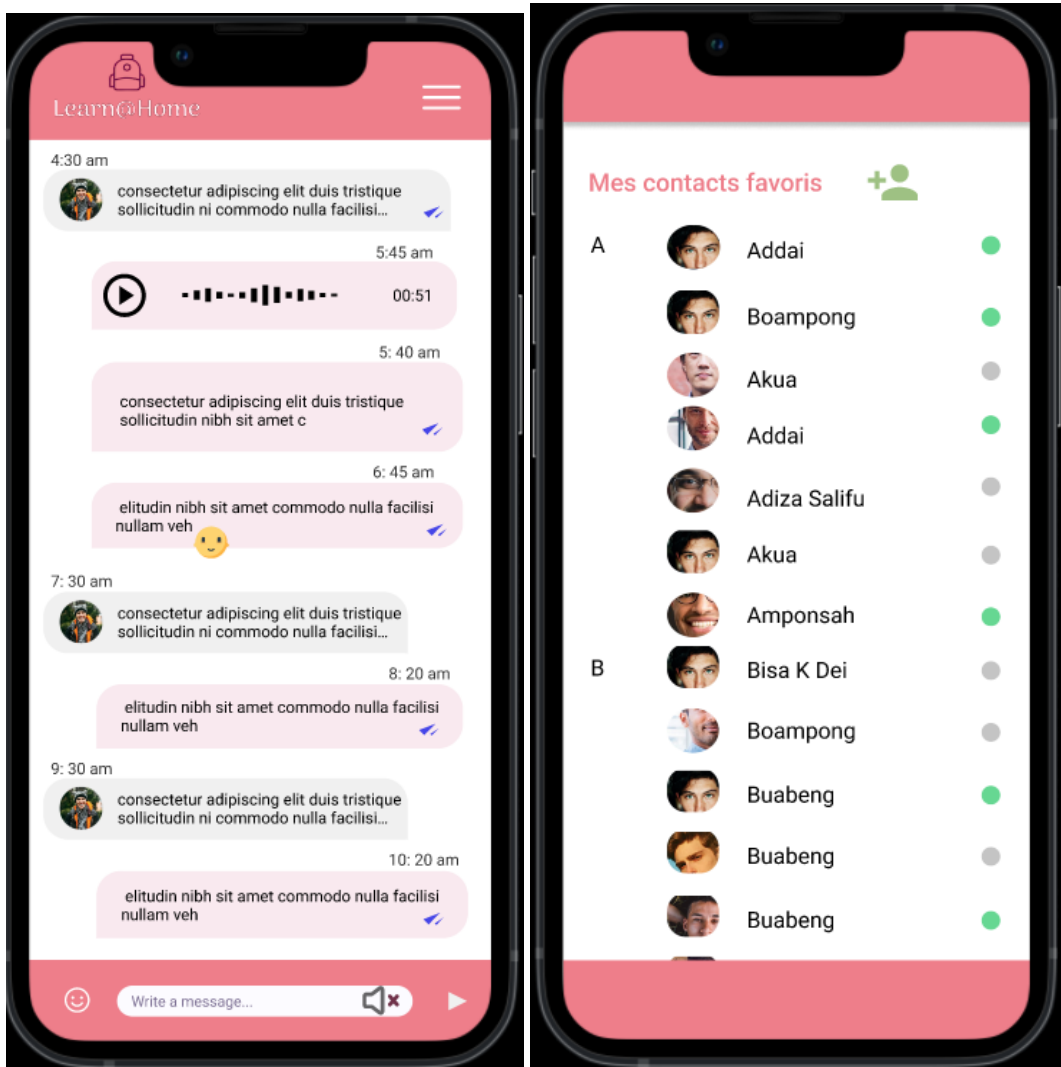 Learn@Home
4:30 am
consectetur adipiscing elit duis tristique
sollicitudin ni commodo nulla facilisi...
5:45 am
00:51
5: 40 am
consectetur adipiscing elit duis tristique
sollicitudin nibh sit amet c
6: 45 am
elitudin nibh sit amet commodo nulla facilisi
nullam veh
7: 30 am
consectetur adipiscing elit duis tristique
sollicitudin ni commodo nulla facilisi...
8: 20 am
elitudin nibh sit amet commodo nulla facilisi
nullam veh
9: 30 am
consectetur adipiscing elit duis tristique
sollicitudin ni commodo nulla facilisi...
10: 20 am
elitudin nibh sit amet commodo nulla facilisi
nullam veh
Write a message...
Mes contacts favoris
A
Addai
Boampong
Akua
Addai
Adiza Salifu
Akua
Amponsah
B
Bisa K Dei
Boampong
Buabeng
Buabeng
Buabeng